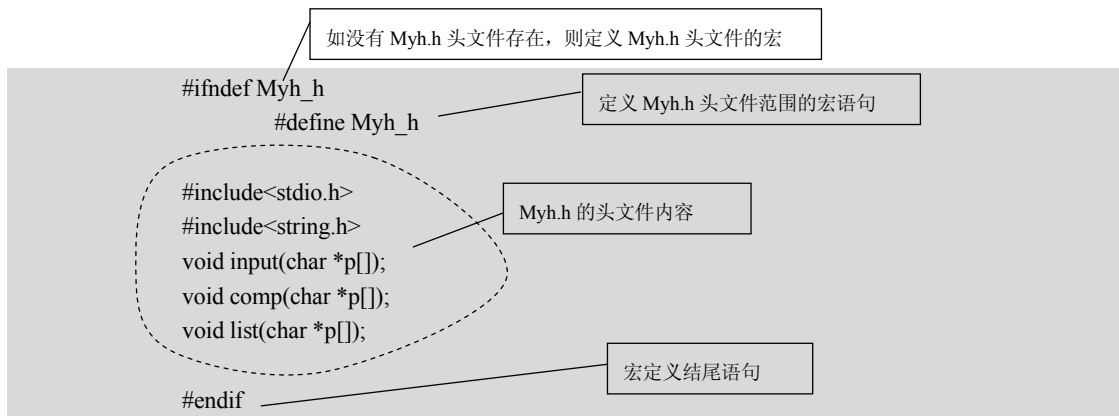 如没有 Myh.h 头文件存在，则定义 Myh.h 头文件的宏
#ifndef Myh_h
定义 Myh.h 头文件范围的宏语句
#define Myh_h
#include<stdio.h>
#include<string.h>
Myh.h 的头文件内容
void input(char *p[]);
void comp(char *p[]);
void list(char *p[]);
宏定义结尾语句
#endif